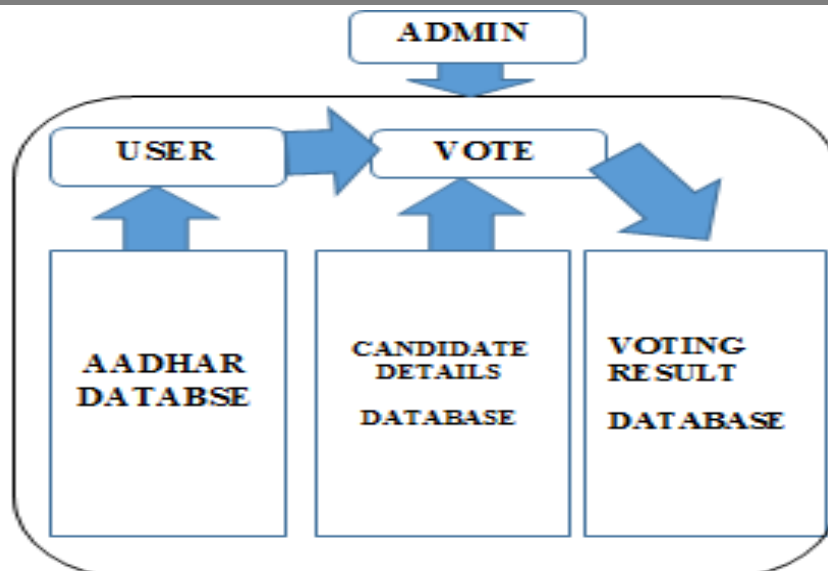 ADMIN
USER
VOTE
AADHAR
DATABSE
CANDIDATE
DETAILS
DATABASE
VOTING
RESULT
DATABASE